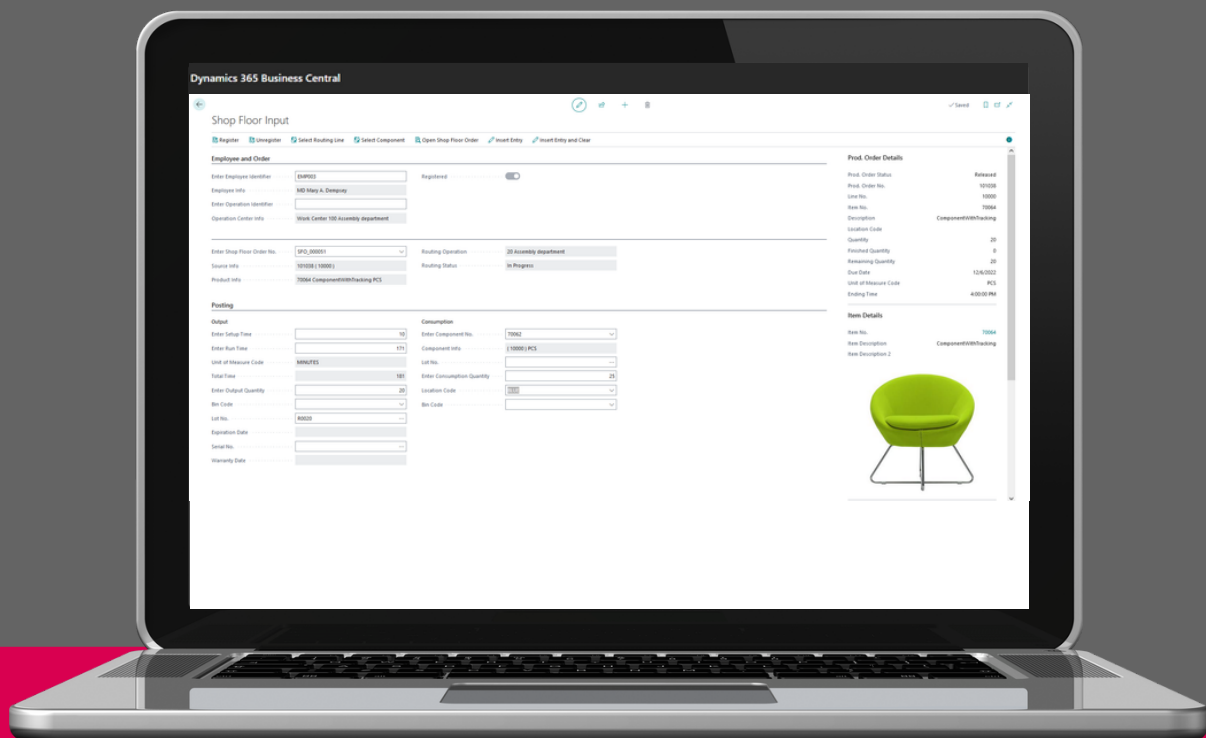 Dynamics 365 Business Central
Saved
Shop Floor Input
Register Unregister Select Routing Line Select Component Open Shop Floor Order Insert Entry Insert Entry and Clear
Employee and Order
Enter Employee Identifier EMP003 Registered
Employee Info MD Mary A. Dempsey
Enter Operation Identifier
Operation Center Info Work Center 100 Assembly department
Enter Shop Floor Order No. SFO_000051 Routing Operation 20 Assembly department
Source Info 101038 ( 10000 ) Routing Status In Progress
Product Info 70064 ComponentWithTracking PCS
Posting
Output Consumption
Enter Setup Time 10 Enter Component No. 70062
Enter Run Time 171 Component Info ( 10000 ) PCS
Unit of Measure Code MINUTES Lot No.
Total Time 181 Enter Consumption Quantity 25
Enter Output Quantity 20 Location Code
Bin Code Bin Code
Lot No. R0020
Expiration Date
Serial No.
Warranty Date
Prod. Order Details
Prod. Order Status Released
Prod. Order No. 101038
Line No. 10000
Item No. 70064
Description ComponentWithTracking
Location Code
Quantity 20
Finished Quantity 0
Remaining Quantity 20
Due Date 12/6/2022
Unit of Measure Code PCS
Ending Time 4:00:00 PM
Item Details
Item No. 70064
Item Description ComponentWithTracking
Item Description 2